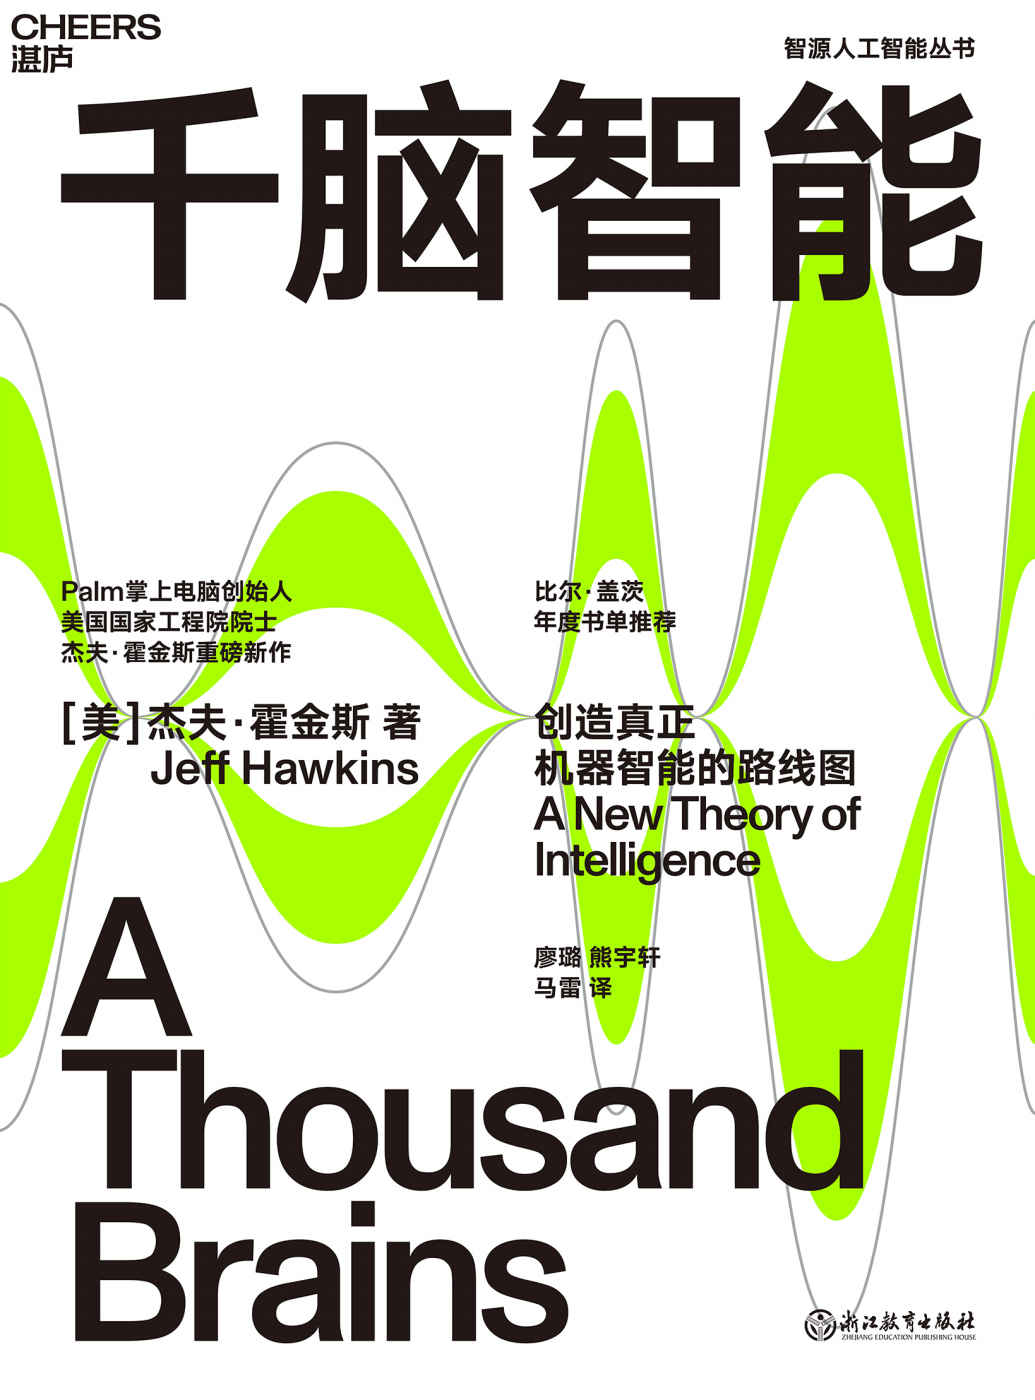 CHEERS
湛庐
智源人工智能丛书
千脑智能
Palm掌上电脑创始人
美国国家工程院院士
杰夫·霍金斯重磅新作
[美]杰夫·霍金斯 著
Jeff Hawkins
比尔·盖茨
年度书单推荐
创造真正
机器智能的路线图
A New Theory of
Intelligence
廖璐 熊宇轩
马雷 译
A
Thousand
Brains
浙江教育出版社
ZHEJIANG EDUCATION PUBLISHING HOUSE